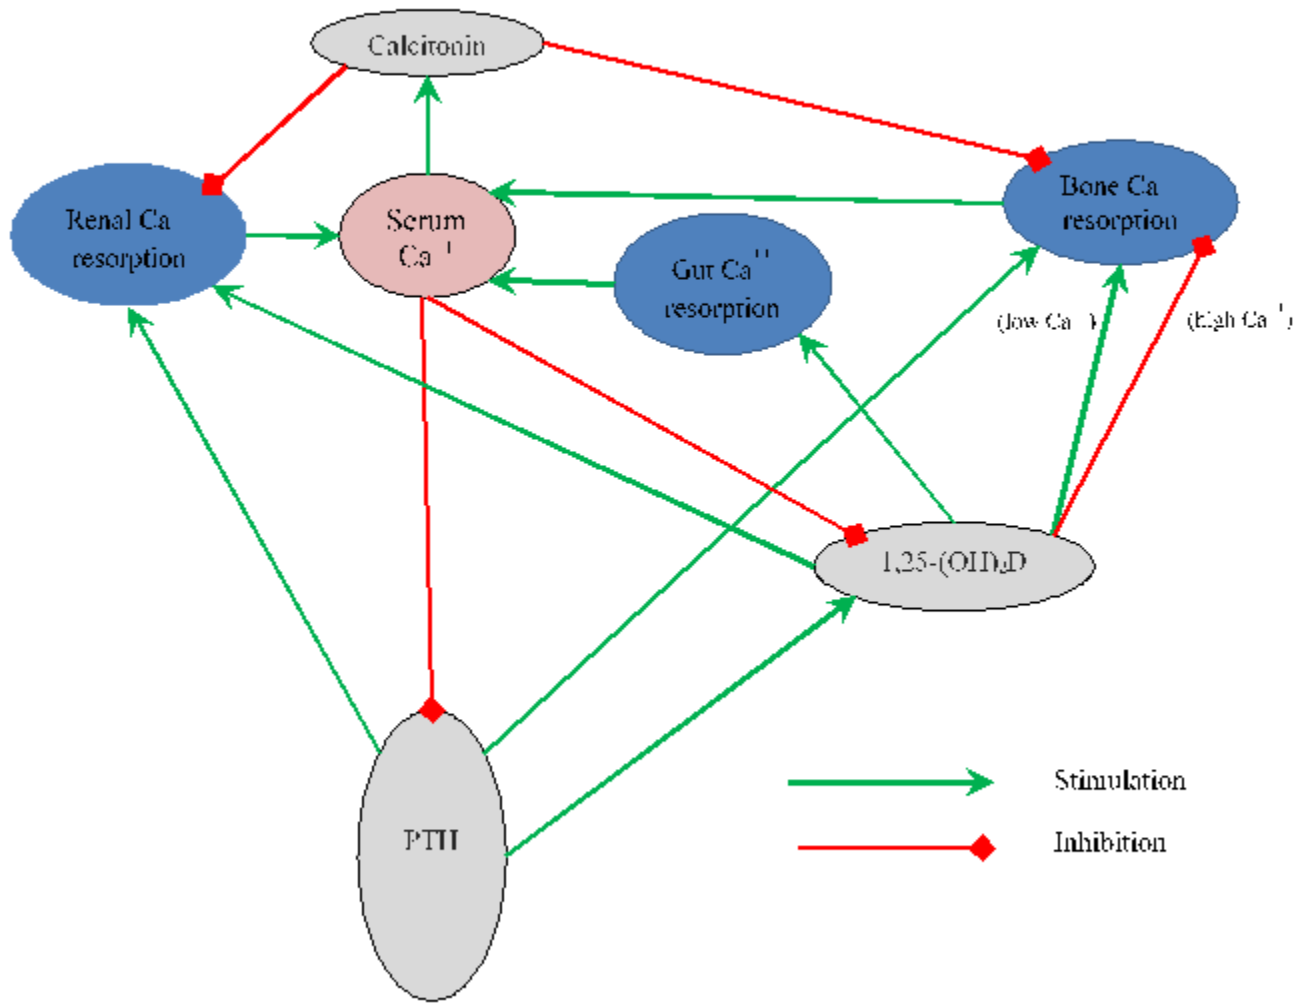 Calcitonin
Renal Ca
resorption
Serum
Ca
Gut Ca⁺⁺
resorption
Bone Ca
resorption
(low Ca
(high Ca
1,25-(OH)₂D
PTH
Stimulation
Inhibition